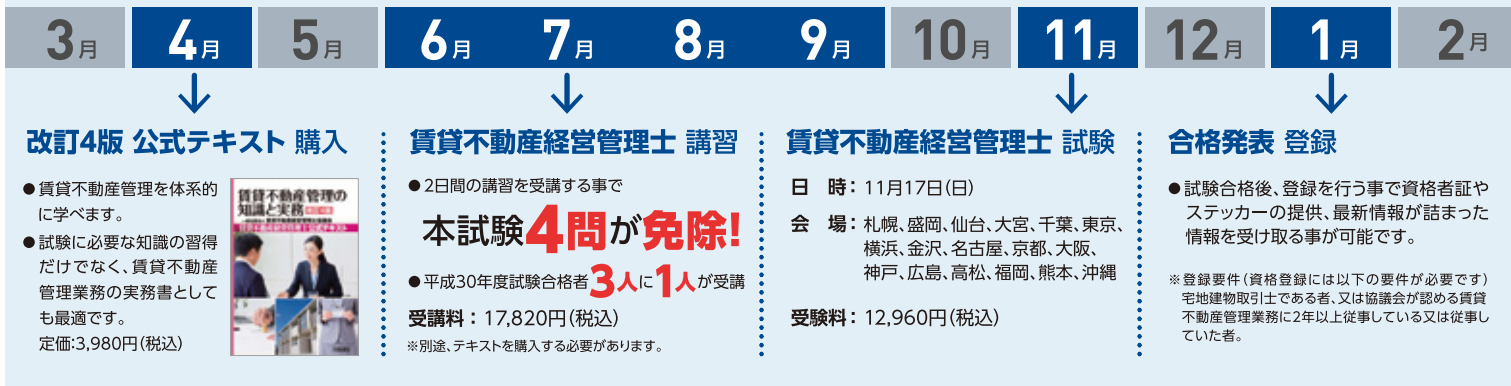 3月 4月 5月 6月 7月 8月 9月 10月 11月 12月 1月 2月
改訂4版 公式テキスト 購入
●賃貸不動産管理を体系的
に学べます。
●試験に必要な知識の習得
だけでなく、賃貸不動産
管理業務の実務書として
も最適です。
定価:3,980円(税込)
賃貸不動産管理の
知識と実務
賃貸不動産経営管理士 講習
●2日間の講習を受講する事で
本試験4問が免除!
●平成30年度試験合格者3人に1人が受講
受講料：17,820円(税込)
※別途、テキストを購入する必要があります。
賃貸不動産経営管理士 試験
日 時：11月17日(日)
会 場：札幌、盛岡、仙台、大宮、千葉、東京、
横浜、金沢、名古屋、京都、大阪、
神戸、広島、高松、福岡、熊本、沖縄
受験料：12,960円(税込)
合格発表 登録
●試験合格後、登録を行う事で資格者証や
ステッカーの提供、最新情報が詰まった
情報を受け取る事が可能です。
※登録要件(資格登録には以下の要件が必要です)
宅地建物取引士である者、又は協議会が認める賃貸
不動産管理業務に2年以上従事している又は従事し
ていた者。